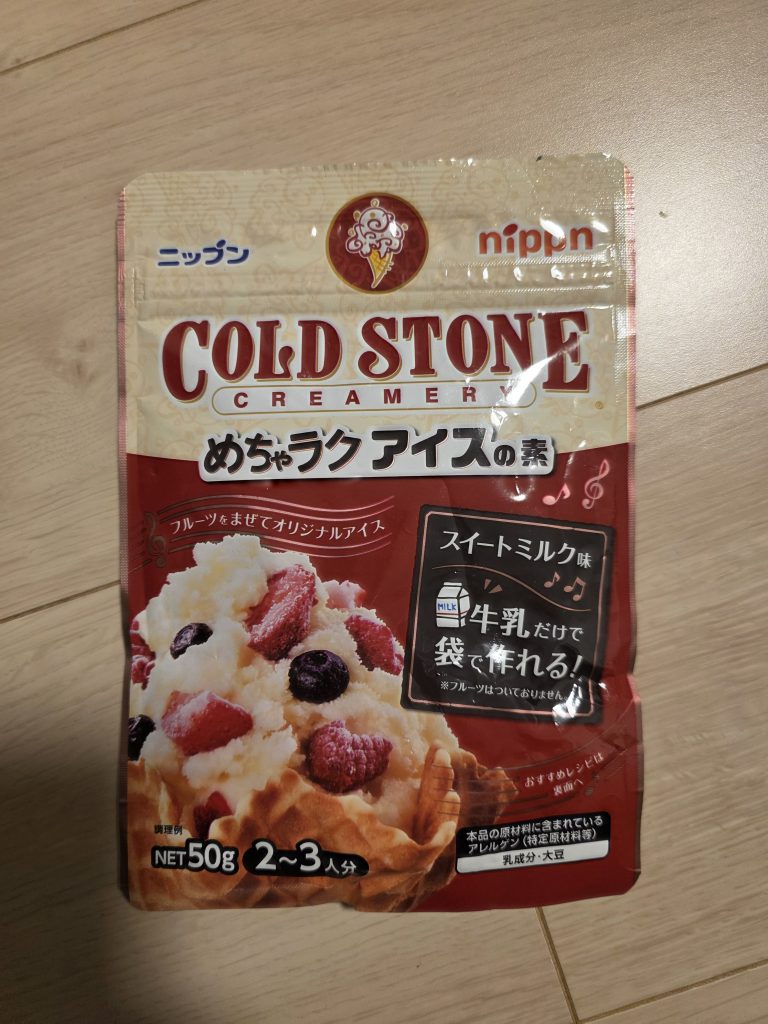 ニップン
nippn
COLD STONE
CREAMERY
めちゃラク アイスの素
フルーツをまぜてオリジナルアイス
スイートミルク味
MILK
牛乳だけで
袋で作れる!
※フルーツはついておりません。
おすすめレシピは
裏面へ
調理例
NET50g 2~3人分
本品の原材料に含まれている
アレルゲン(特定原材料等)
乳成分・大豆